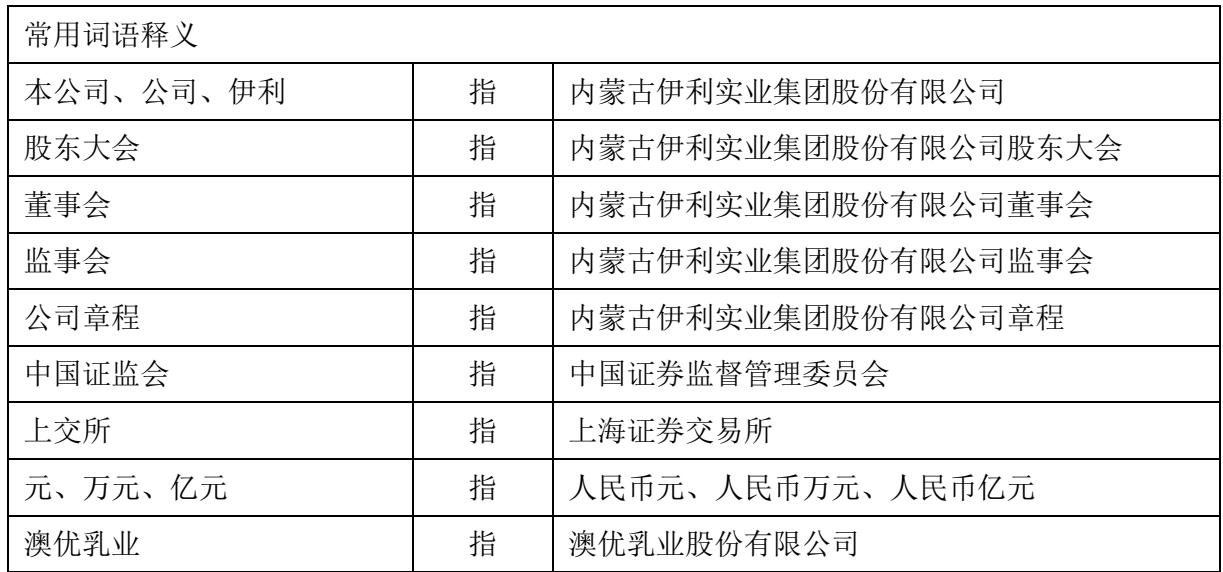 常用词语释义
本公司、公司、伊利 指 内蒙古伊利实业集团股份有限公司
股东大会 指 内蒙古伊利实业集团股份有限公司股东大会
董事会 指 内蒙古伊利实业集团股份有限公司董事会
监事会 指 内蒙古伊利实业集团股份有限公司监事会
公司章程 指 内蒙古伊利实业集团股份有限公司章程
中国证监会 指 中国证券监督管理委员会
上交所 指 上海证券交易所
元、万元、亿元 指 人民币元、人民币万元、人民币亿元
澳优乳业 指 澳优乳业股份有限公司